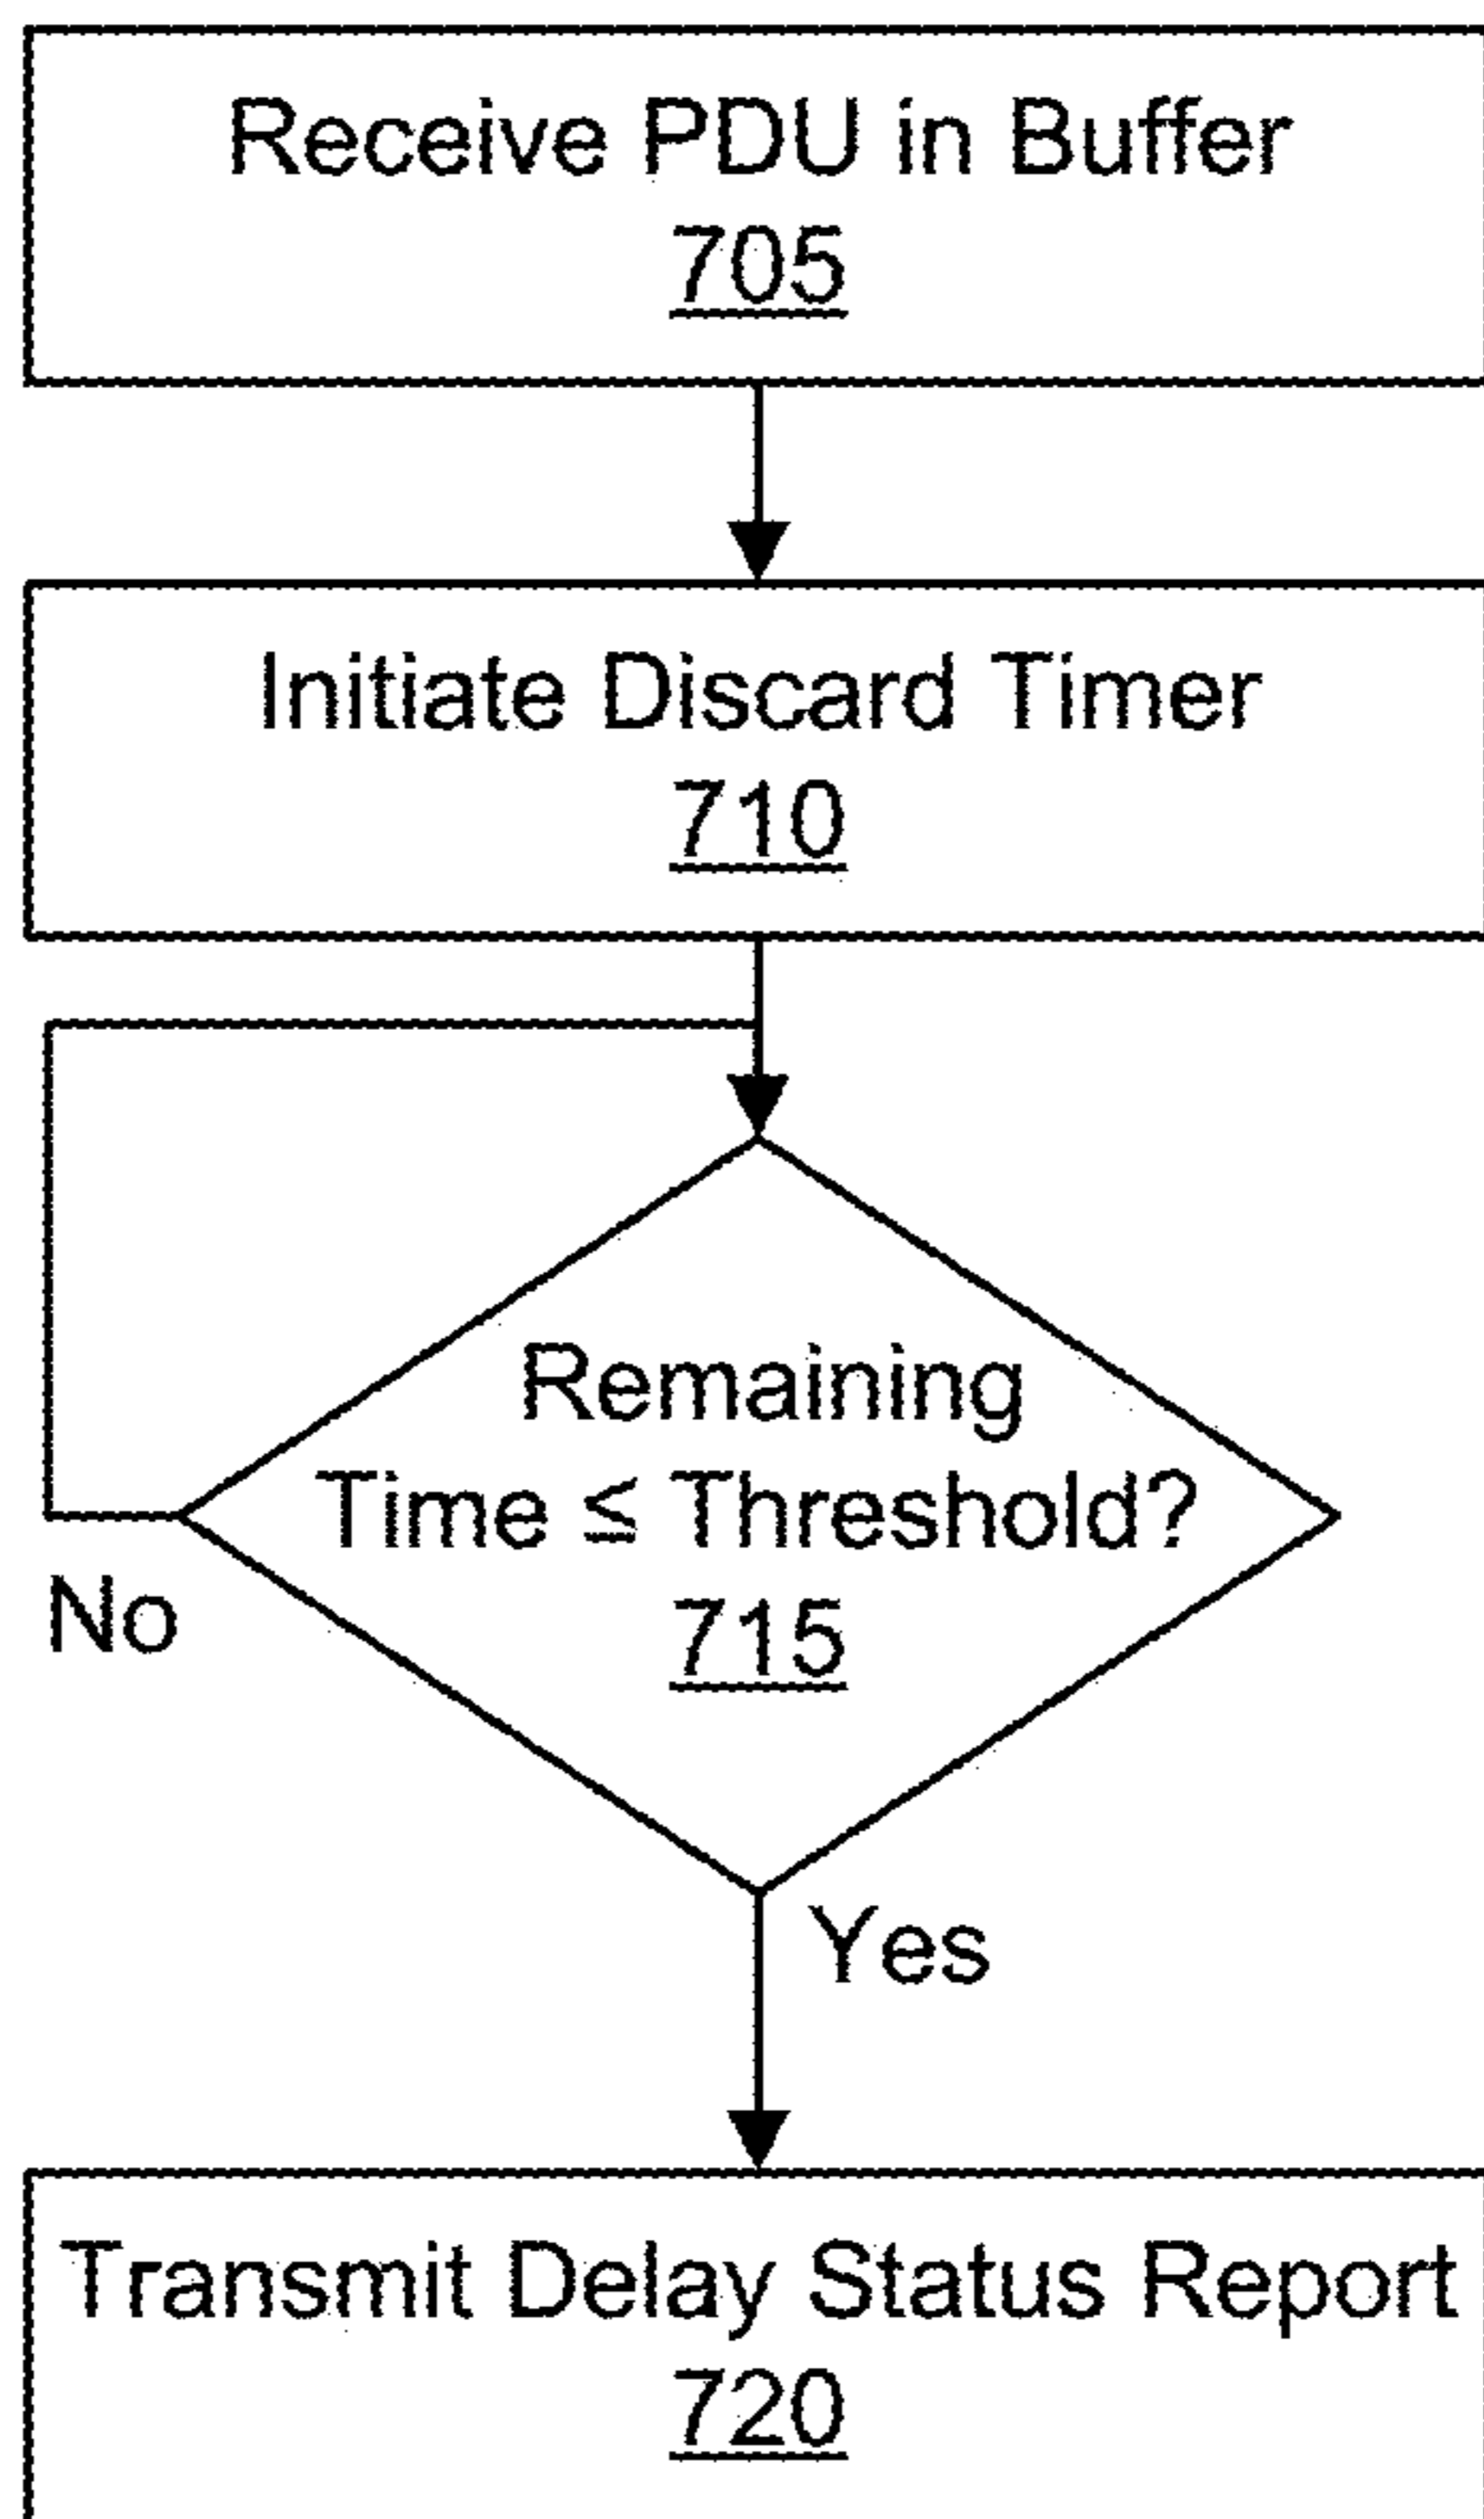 Receive PDU in Buffer
705
Initiate Discard Timer
710
Remaining
Time ≤ Threshold?
715
No
Yes
Transmit Delay Status Report
720